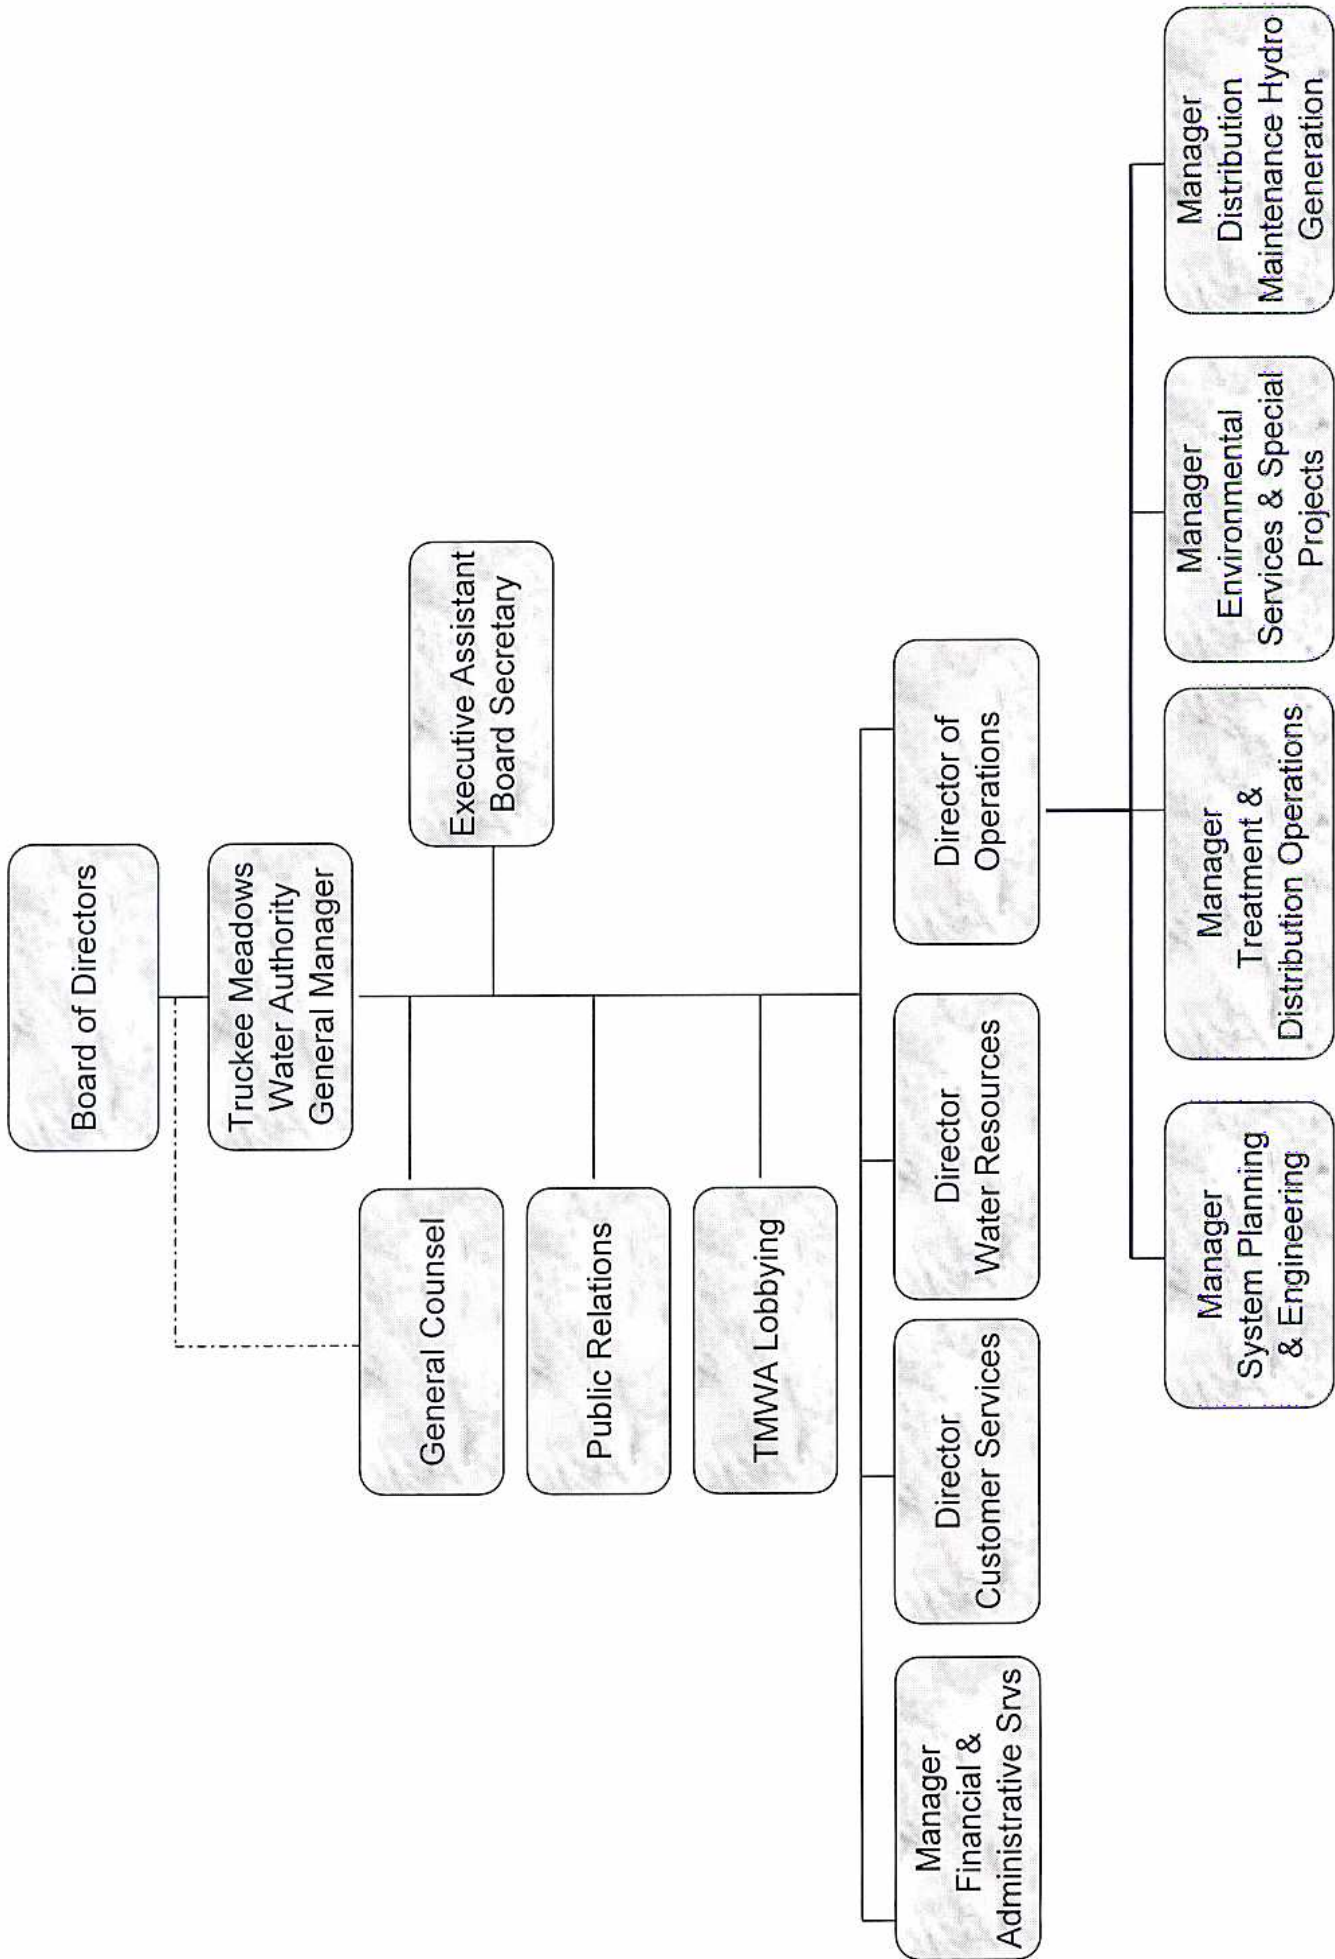 Board of Directors
Truckee Meadows
Water Authority
General Manager
Executive Assistant
Board Secretary
General Counsel
Public Relations
TMWA Lobbying
Manager
Financial &
Administrative Srvs
Director
Customer Services
Director
Water Resources
Director of
Operations
Manager
System Planning
& Engineering
Manager
Treatment &
Distribution Operations
Manager
Environmental
Services & Special
Projects
Manager
Distribution
Maintenance Hydro
Generation